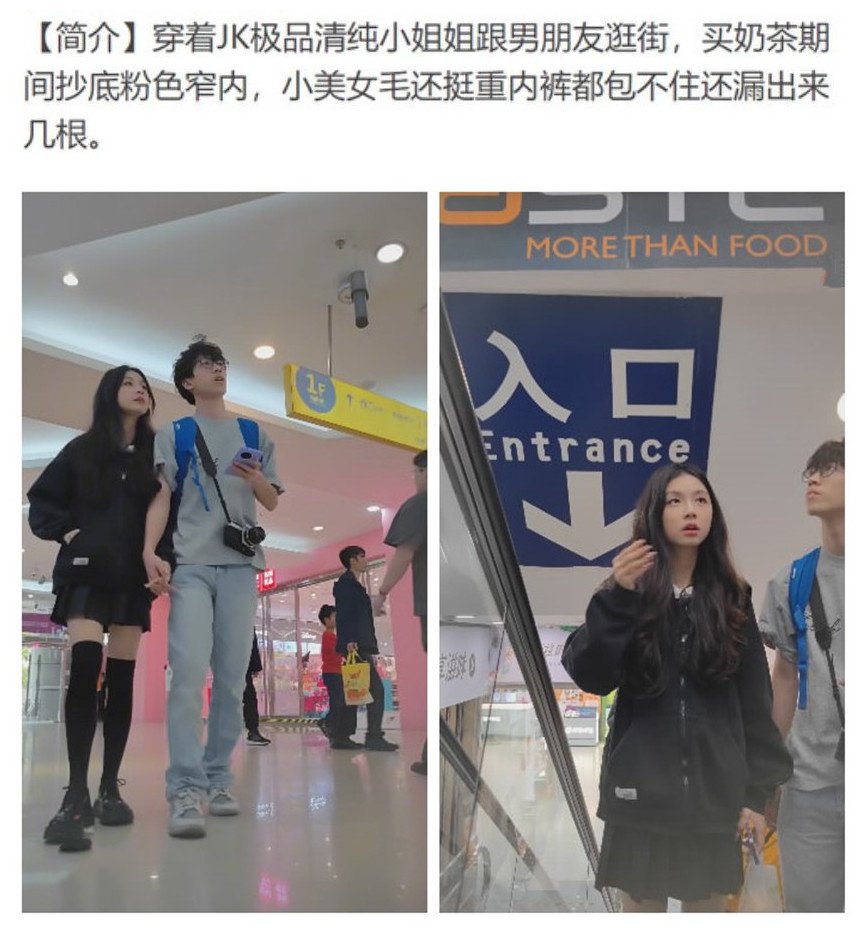 【简介】穿着JK极品清纯小姐姐跟男朋友逛街，买奶茶期
间抄底粉色窄内，小美女毛还挺重内裤都包不住还漏出来
几根。
1F
MORE THAN FOOD
入口
Entrance